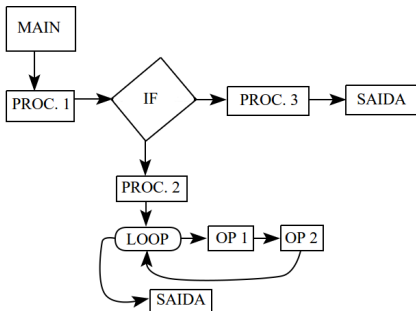 MAIN
PROC. 1
IF
PROC. 3
SAIDA
PROC. 2
LOOP
OP 1
OP 2
SAIDA